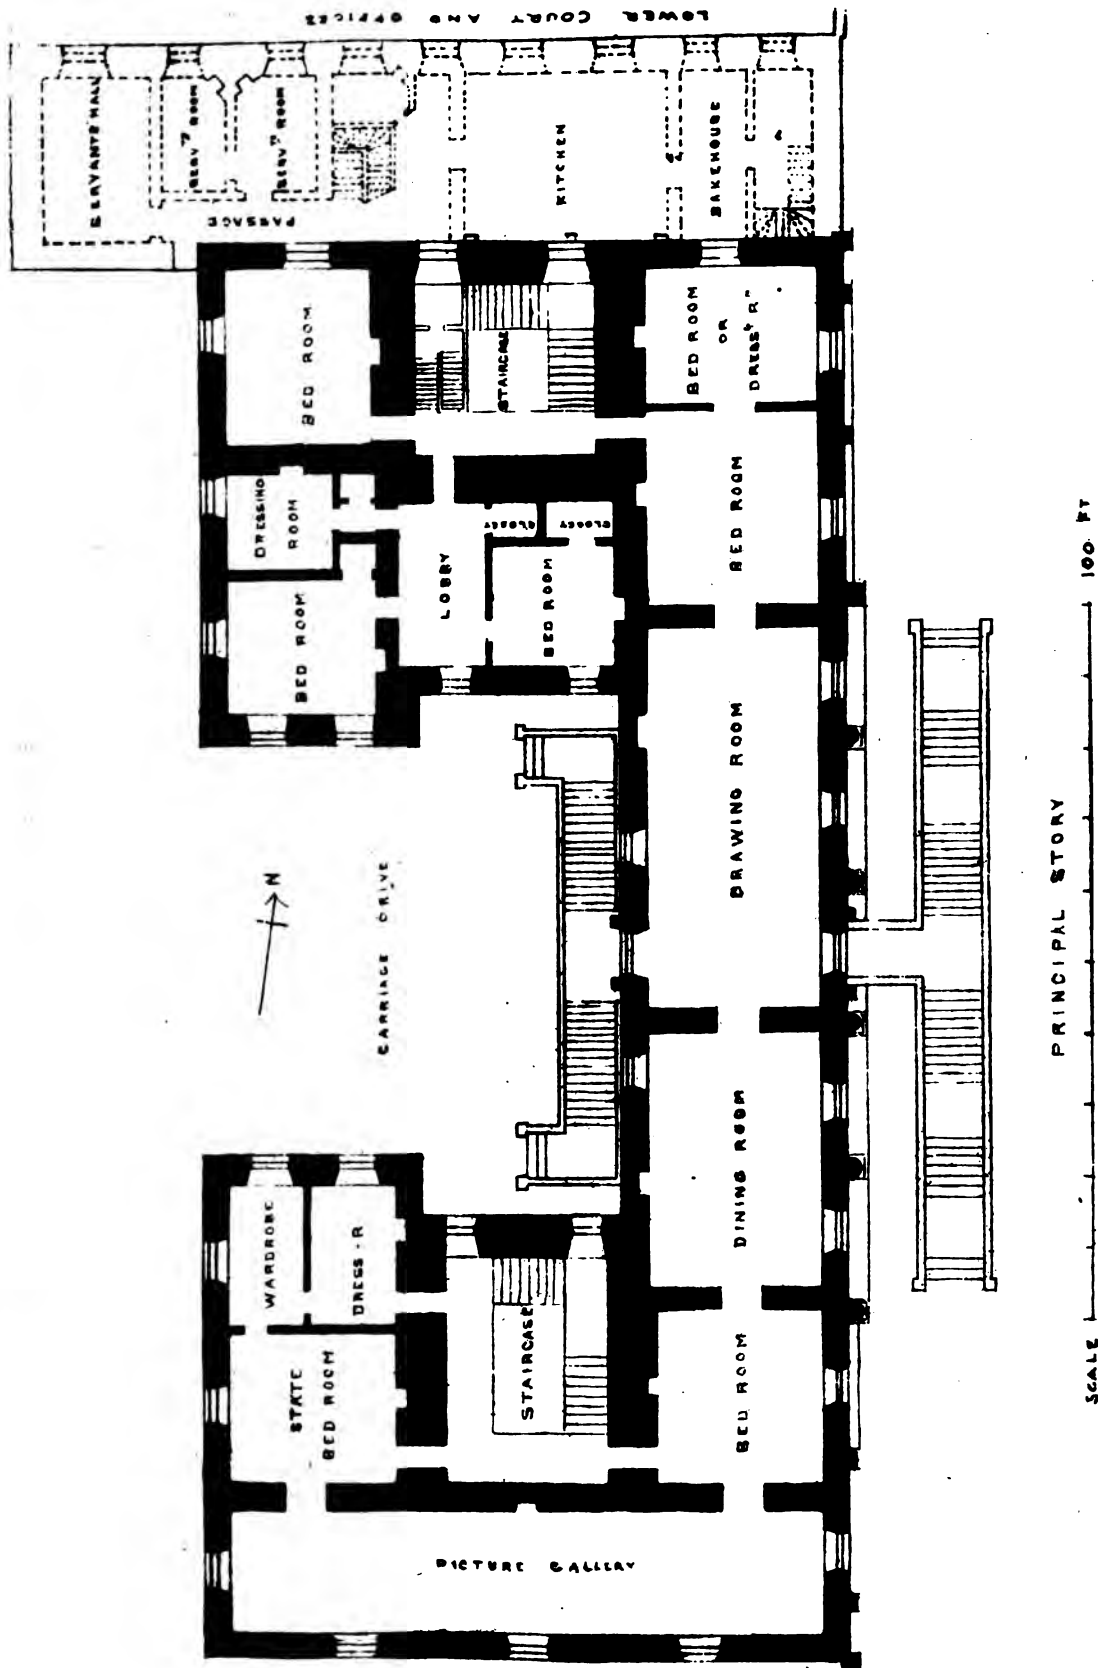 LOWER COURT AND OFFICES
SERVANTS HALL
SERVTS ROOM
SERVTS ROOM
PASSAGE
KITCHEN
BAKEHOUSE
BED ROOM
STAIRCASE
BED ROOM
OR
DRESSG RM
DRESSING
ROOM
BED ROOM
LOBBY
CLOSET
CLOSET
BED ROOM
BED ROOM
DRAWING ROOM
N
CARRIAGE DRIVE
DINING ROOM
WARDROBE
DRESS-R
STATE
BED ROOM
STAIRCASE
BED ROOM
PICTURE GALLERY
PRINCIPAL STORY
SCALE
100 FT